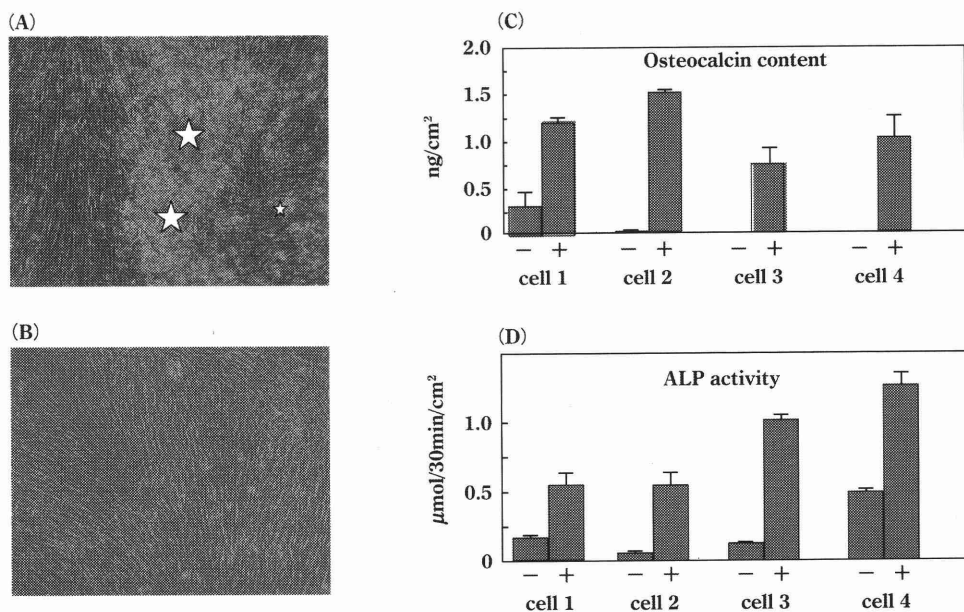 (A)
(B)
(C)
Osteocalcin content
ng/cm²
2.0
1.5
1.0
0.5
0
− + − + − + − +
cell 1 cell 2 cell 3 cell 4
(D)
ALP activity
μmol/30min/cm²
1.0
0.5
0
− + − + − + − +
cell 1 cell 2 cell 3 cell 4